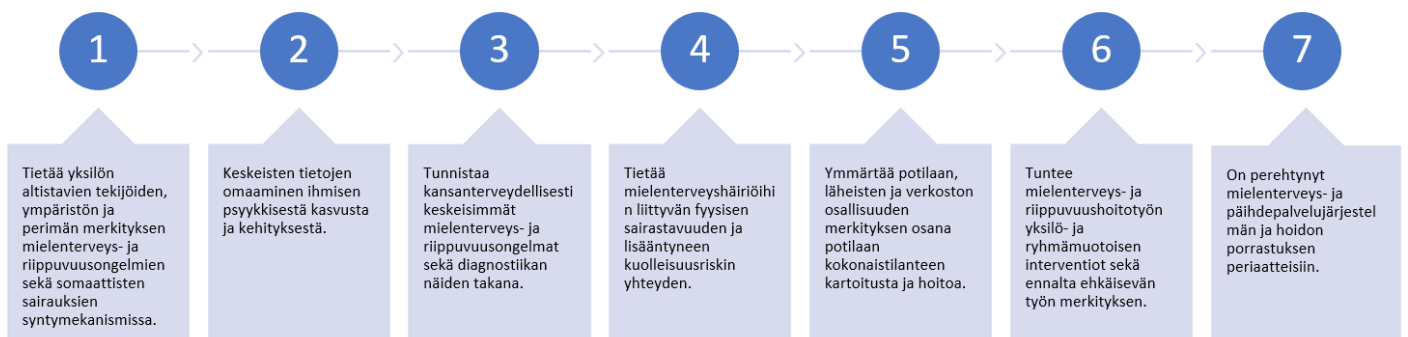 1
2
3
4
5
6
7
Tietää yksilön
altistavien tekijöiden,
ympäristön ja
perimän merkityksen
mielenterveys- ja
riippuvuusongelmien
sekä somaattisten
sairauksien
syntymekanismissa.
Keskeisten tietojen
omaaminen ihmisen
psyykkisestä kasvusta
ja kehityksestä.
Tunnistaa
kansanterveydellisesti
keskeisimmät
mielenterveys- ja
riippuvuusongelmat
sekä diagnostiikan
näiden takana.
Tietää
mielenterveyshäiriöihi
n liittyvän fyysisen
sairastavuuden ja
lisääntyneen
kuolleisuusriskin
yhteyden.
Ymmärtää potilaan,
läheisten ja verkoston
osallisuuden
merkityksen osana
potilaan
kokonaistilanteen
kartoitusta ja hoitoa.
Tuntee
mielenterveys- ja
riippuvuushoitotyön
yksilö- ja
ryhmämuotoisen
interventiot sekä
ennalta ehkäisevän
työn merkityksen.
On perehtynyt
mielenterveys- ja
päihdepalvelujärjestel
män ja hoidon
porrastuksen
periaatteisiin.